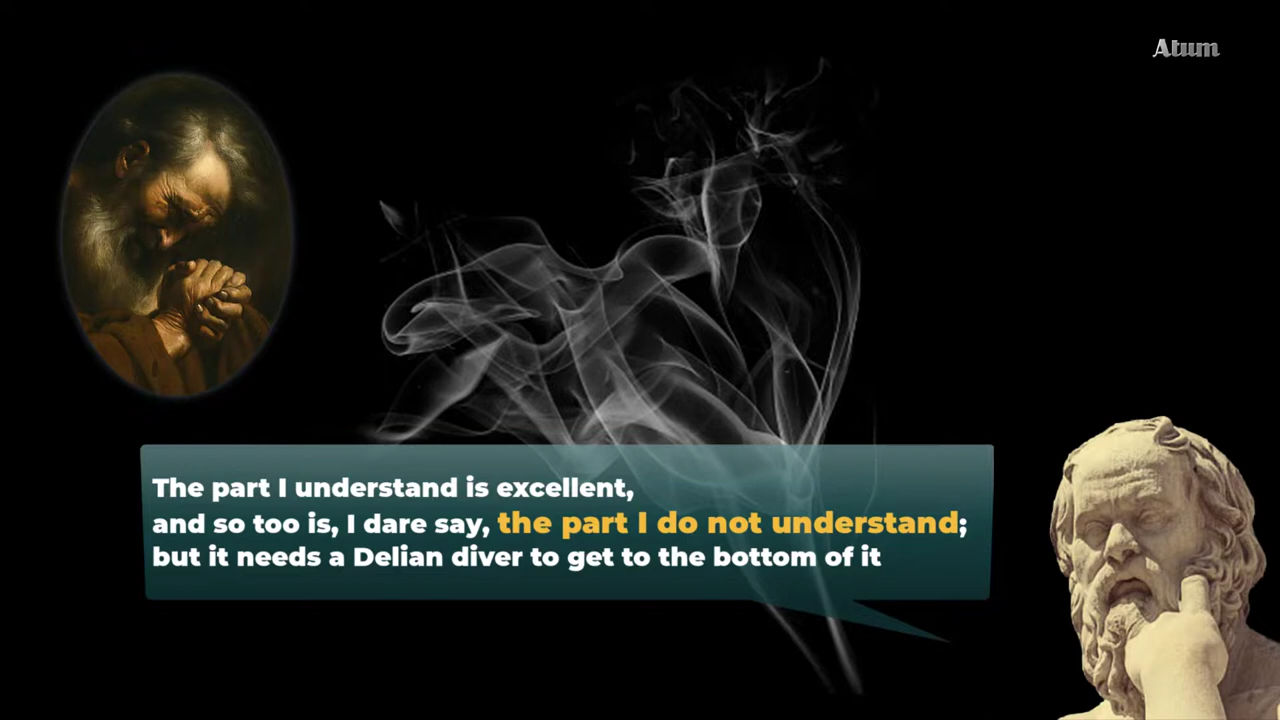 Atum
The part I understand is excellent,
and so too is, I dare say, the part I do not understand;
but it needs a Delian diver to get to the bottom of it